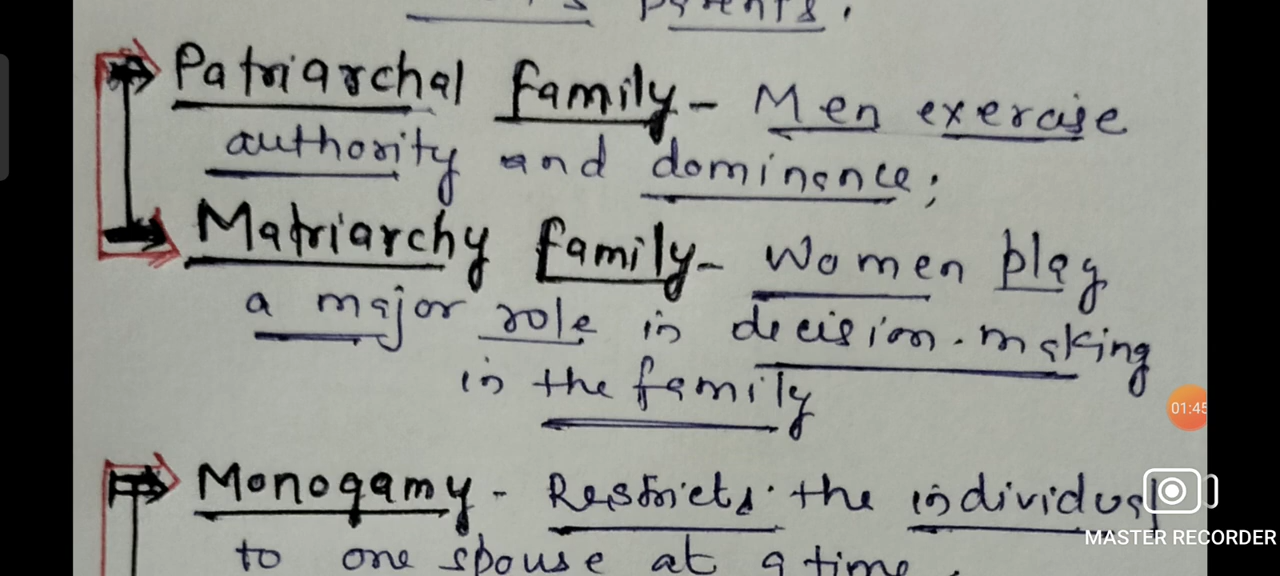 parents.
Patriarchal family - Men exercise
authority and dominance;
Matriarchy family - Women play
a major role in decision-making
in the family
01:45
Monogamy - Restricts the individual
MASTER RECORDER
to one spouse at a time.